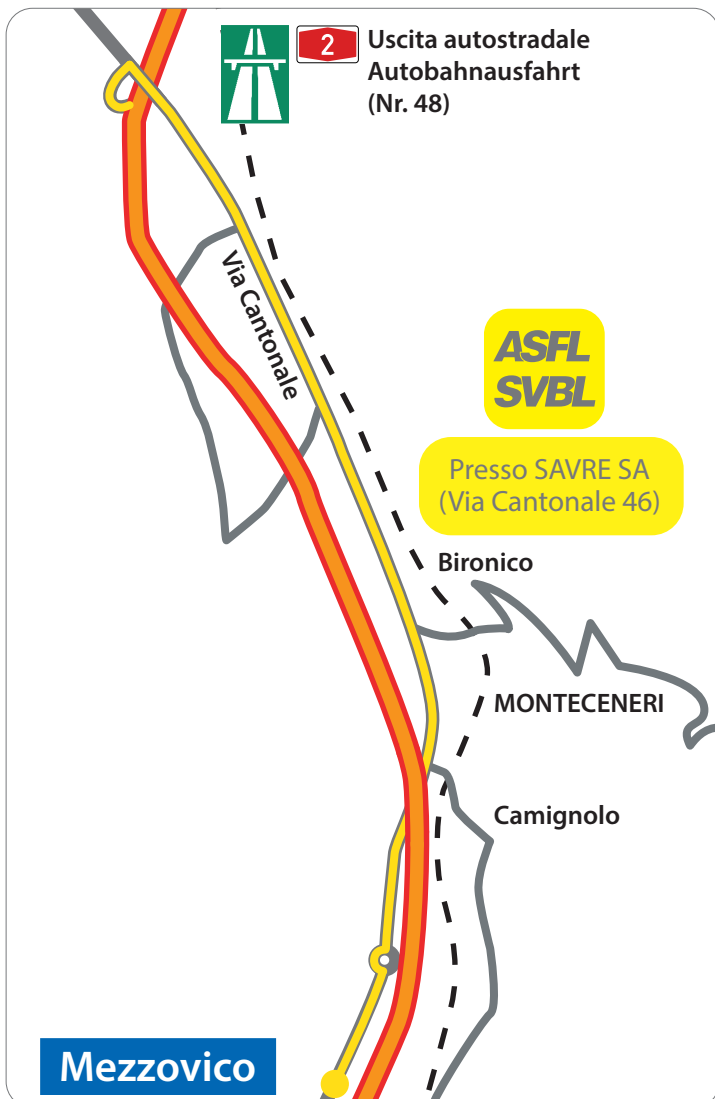 2
Uscita autostradale
Autobahnausfahrt
(Nr. 48)
Via Cantonale
ASFL
SVBL
Presso SAVRE SA
(Via Cantonale 46)
Bironico
MONTECENERI
Camignolo
Mezzovico